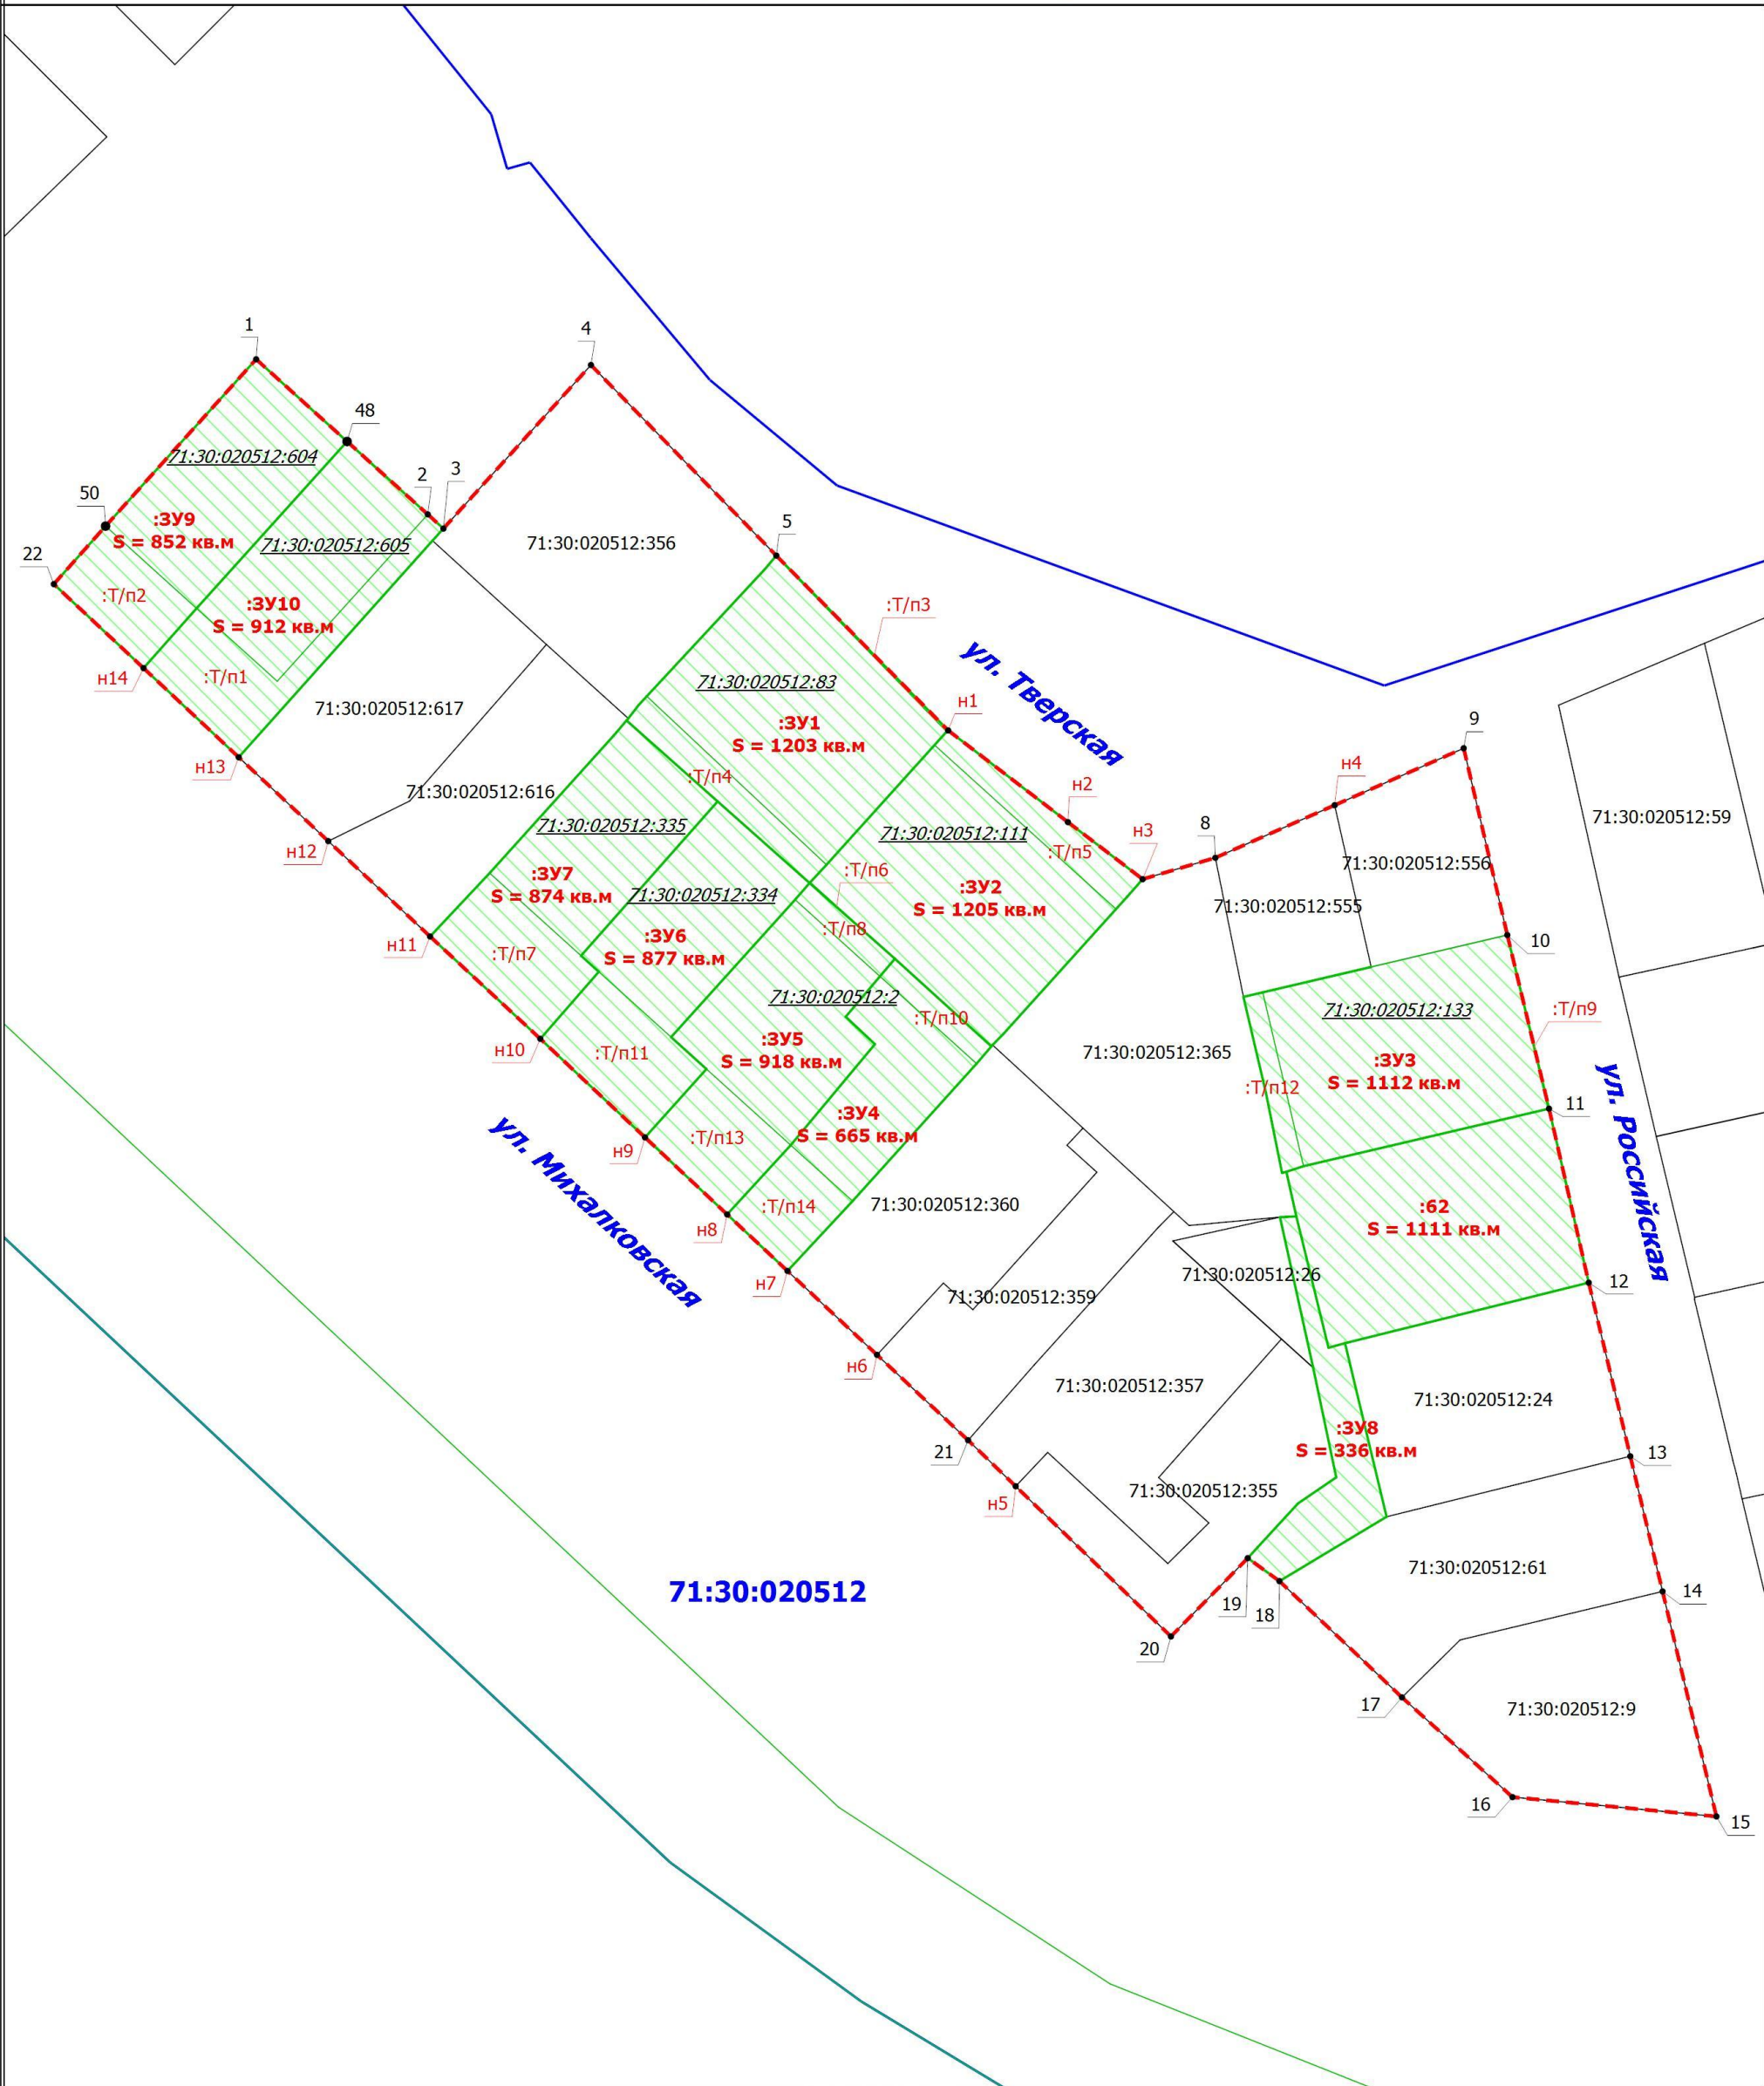 1
4
48
71:30:020512:604
2
3
50
:ЗУ9
S = 852 кв.м
5
71:30:020512:605
71:30:020512:356
22
:Т/п2
:ЗУ10
S = 912 кв.м
:Т/п3
ул. Тверская
н14
:Т/п1
71:30:020512:83
71:30:020512:617
н1
:ЗУ1
S = 1203 кв.м
9
н13
:Т/п4
н4
н2
71:30:020512:616
71:30:020512:59
71:30:020512:335
71:30:020512:111
8
н3
н12
:Т/п5
:Т/п6
71:30:020512:556
:ЗУ7
S = 874 кв.м
71:30:020512:334
:ЗУ2
S = 1205 кв.м
71:30:020512:555
:Т/п8
н11
:ЗУ6
S = 877 кв.м
10
:Т/п7
71:30:020512:2
71:30:020512:133
:Т/п9
:Т/п10
н10
:Т/п11
:ЗУ5
S = 918 кв.м
71:30:020512:365
:ЗУ3
S = 1112 кв.м
:Т/п12
11
ул. Российская
:ЗУ4
S = 665 кв.м
ул. Михалковская
н9
:Т/п13
:Т/п14
71:30:020512:360
:62
S = 1111 кв.м
н8
н7
71:30:020512:26
12
71:30:020512:359
н6
71:30:020512:357
71:30:020512:24
:ЗУ8
S = 336 кв.м
21
13
71:30:020512:355
н5
71:30:020512
71:30:020512:61
14
19
18
20
17
71:30:020512:9
16
15